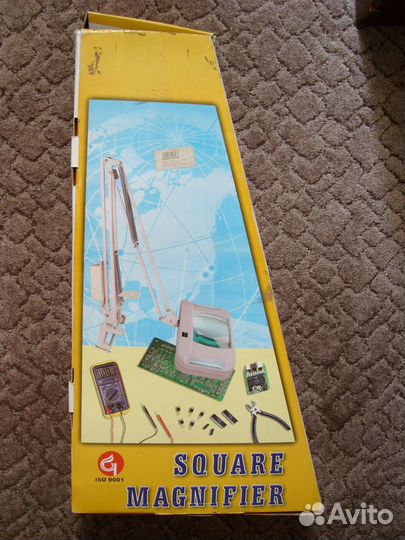 SQUARE
MAGNIFIER
ISO 9001
Avito